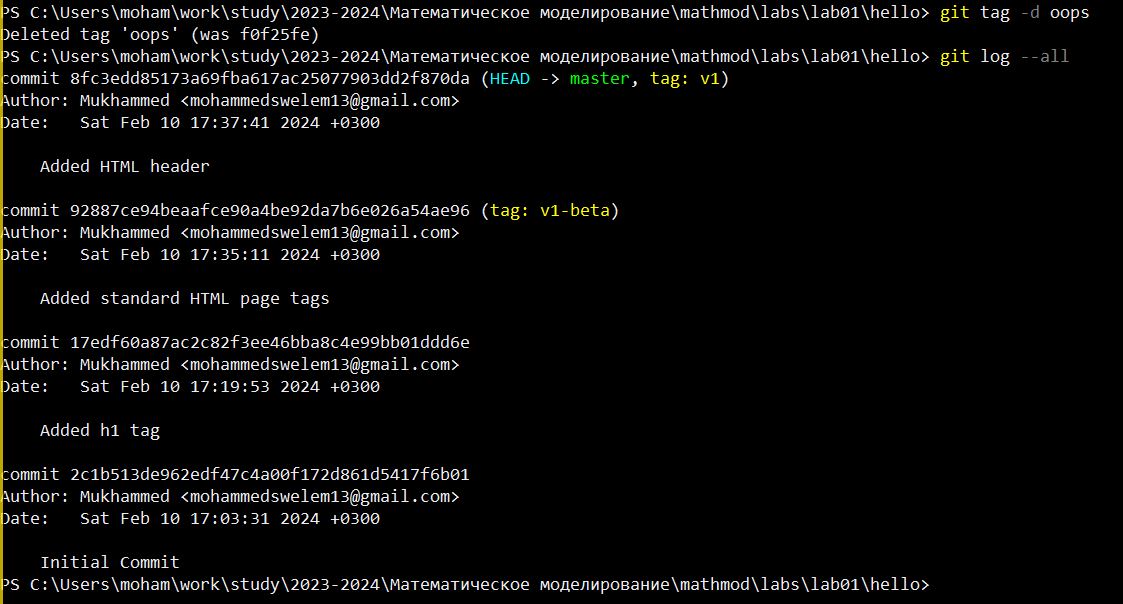 PS C:\Users\moham\work\study\2023-2024\Математическое моделирование\mathmod\labs\lab01\hello> git tag -d oops
Deleted tag 'oops' (was f0f25fe)
PS C:\Users\moham\work\study\2023-2024\Математическое моделирование\mathmod\labs\lab01\hello> git log --all
commit 8fc3edd85173a69fba617ac25077903dd2f870da (HEAD -> master, tag: v1)
Author: Mukhammed <mohammedswelem13@gmail.com>
Date:   Sat Feb 10 17:37:41 2024 +0300

    Added HTML header

commit 92887ce94beaafce90a4be92da7b6e026a54ae96 (tag: v1-beta)
Author: Mukhammed <mohammedswelem13@gmail.com>
Date:   Sat Feb 10 17:35:11 2024 +0300

    Added standard HTML page tags

commit 17edf60a87ac2c82f3ee46bba8c4e99bb01ddd6e
Author: Mukhammed <mohammedswelem13@gmail.com>
Date:   Sat Feb 10 17:19:53 2024 +0300

    Added h1 tag

commit 2c1b513de962edf47c4a00f172d861d5417f6b01
Author: Mukhammed <mohammedswelem13@gmail.com>
Date:   Sat Feb 10 17:03:31 2024 +0300

    Initial Commit
PS C:\Users\moham\work\study\2023-2024\Математическое моделирование\mathmod\labs\lab01\hello>